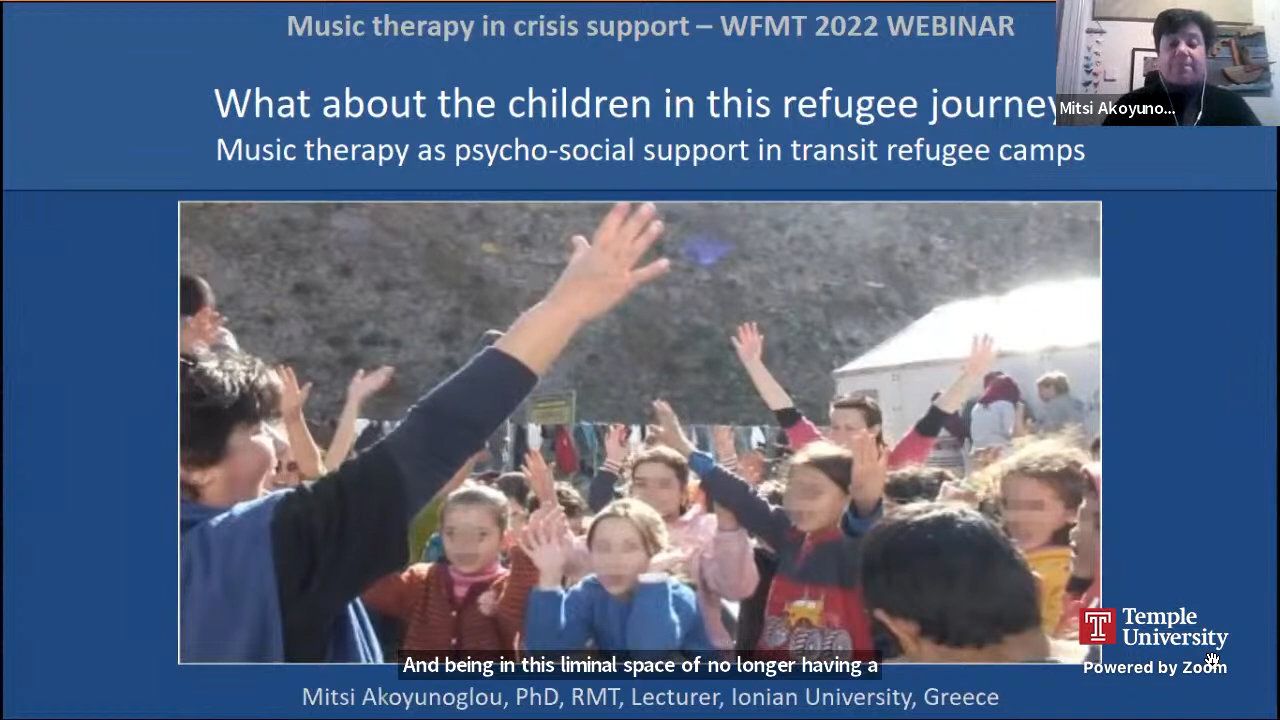 Music therapy in crisis support – WFMT 2022 WEBINAR
What about the children in this refugee journey
Mitsi Akoyuno...
Music therapy as psycho-social support in transit refugee camps
Temple
University
And being in this liminal space of no longer having a
Powered by Zoom
Mitsi Akoyunoglou, PhD, RMT, Lecturer, Ionian University, Greece